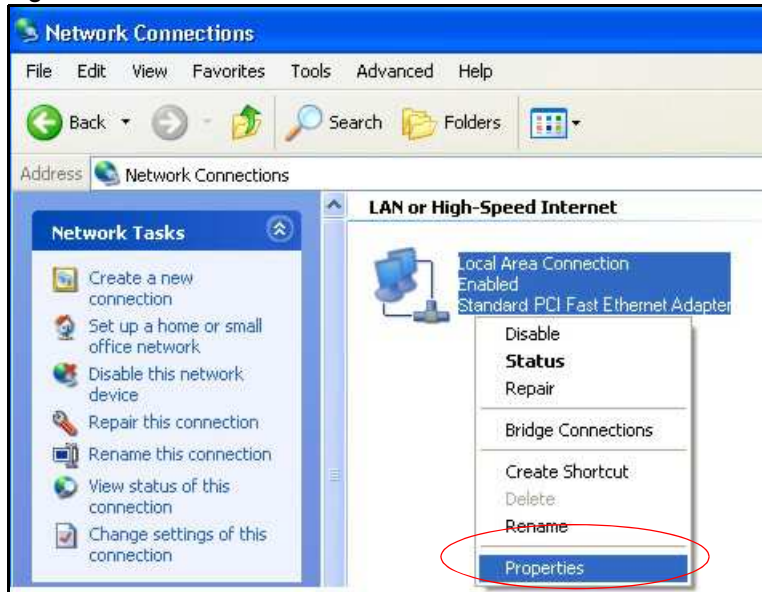 Network Connections
File Edit View Favorites Tools Advanced Help
Back Search Folders
Address Network Connections
Network Tasks
Create a new
connection
Set up a home or small
office network
Disable this network
device
Repair this connection
Rename this connection
View status of this
connection
Change settings of this
connection
LAN or High-Speed Internet
Local Area Connection
Enabled
Standard PCI Fast Ethernet Adapter
Disable
Status
Repair
Bridge Connections
Create Shortcut
Delete
Rename
Properties